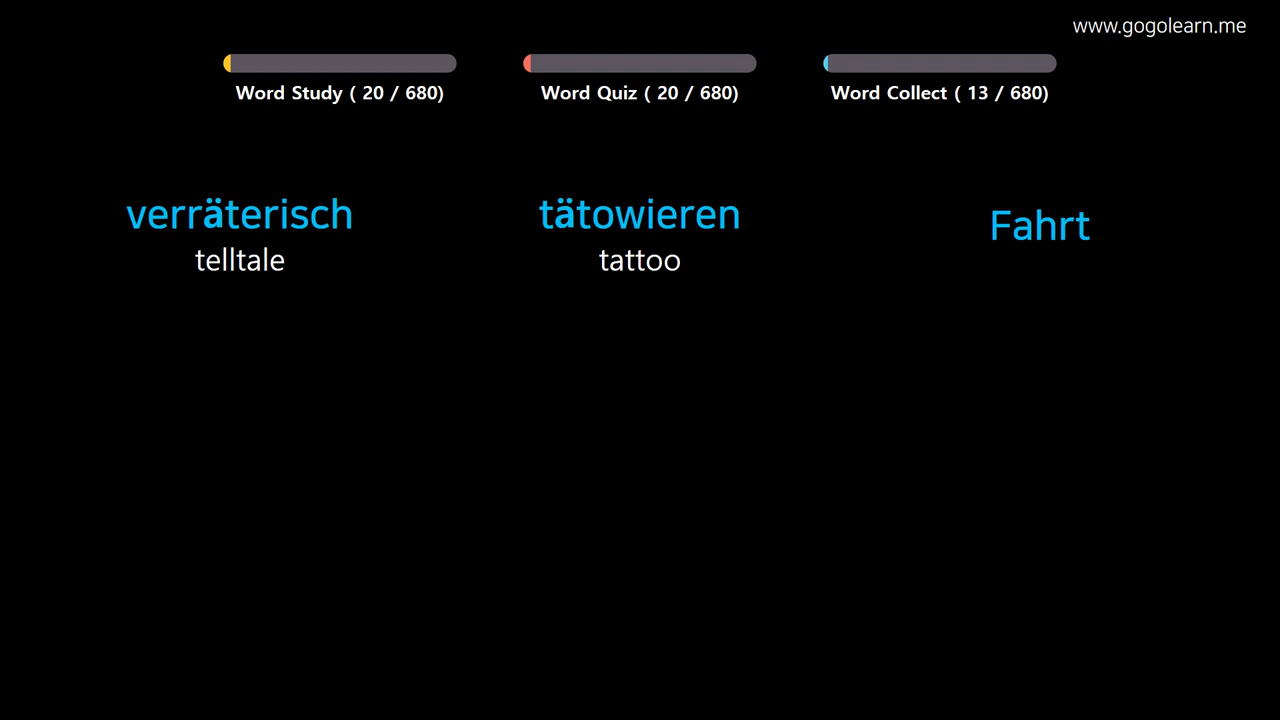 www.gogolearn.me
Word Study ( 20 / 680)
Word Quiz ( 20 / 680)
Word Collect ( 13 / 680)
verräterisch
telltale
tätowieren
tattoo
Fahrt